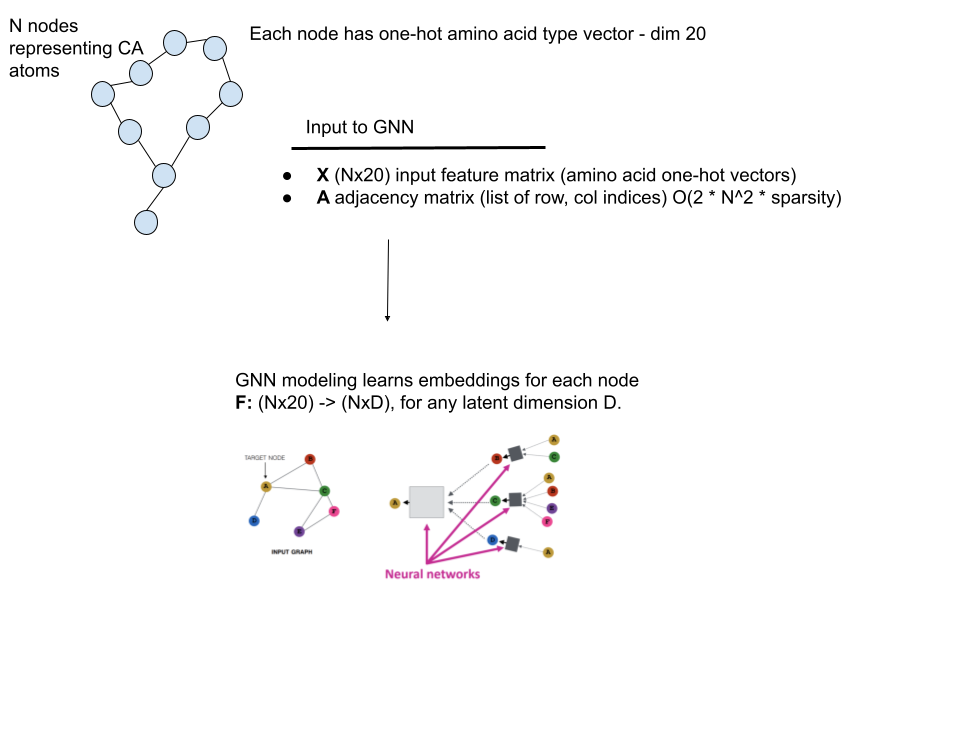 N nodes
representing CA
atoms
Each node has one-hot amino acid type vector - dim 20
Input to GNN
● X (Nx20) input feature matrix (amino acid one-hot vectors)
● A adjacency matrix (list of row, col indices) O(2 * N^2 * sparsity)
GNN modeling learns embeddings for each node
F: (Nx20) -> (NxD), for any latent dimension D.
TARGET NODE
B
A
C
F
D
E
INPUT GRAPH
A
B
C
D
A
C
A
B
E
F
A
Neural networks